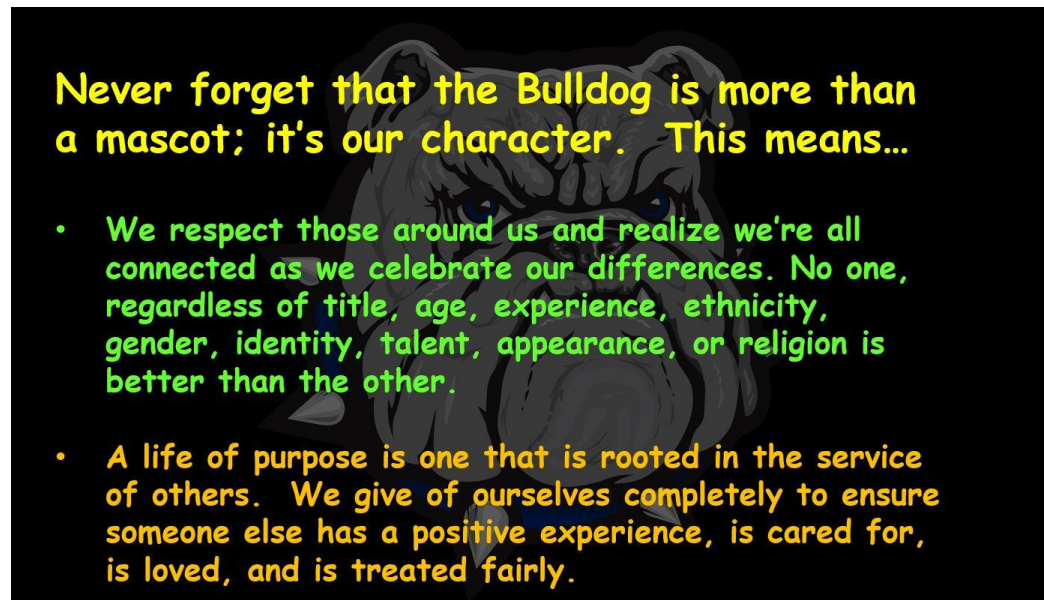 Never forget that the Bulldog is more than
a mascot; it's our character.  This means…
• We respect those around us and realize we're all
connected as we celebrate our differences. No one,
regardless of title, age, experience, ethnicity,
gender, identity, talent, appearance, or religion is
better than the other.
• A life of purpose is one that is rooted in the service
of others.  We give of ourselves completely to ensure
someone else has a positive experience, is cared for,
is loved, and is treated fairly.